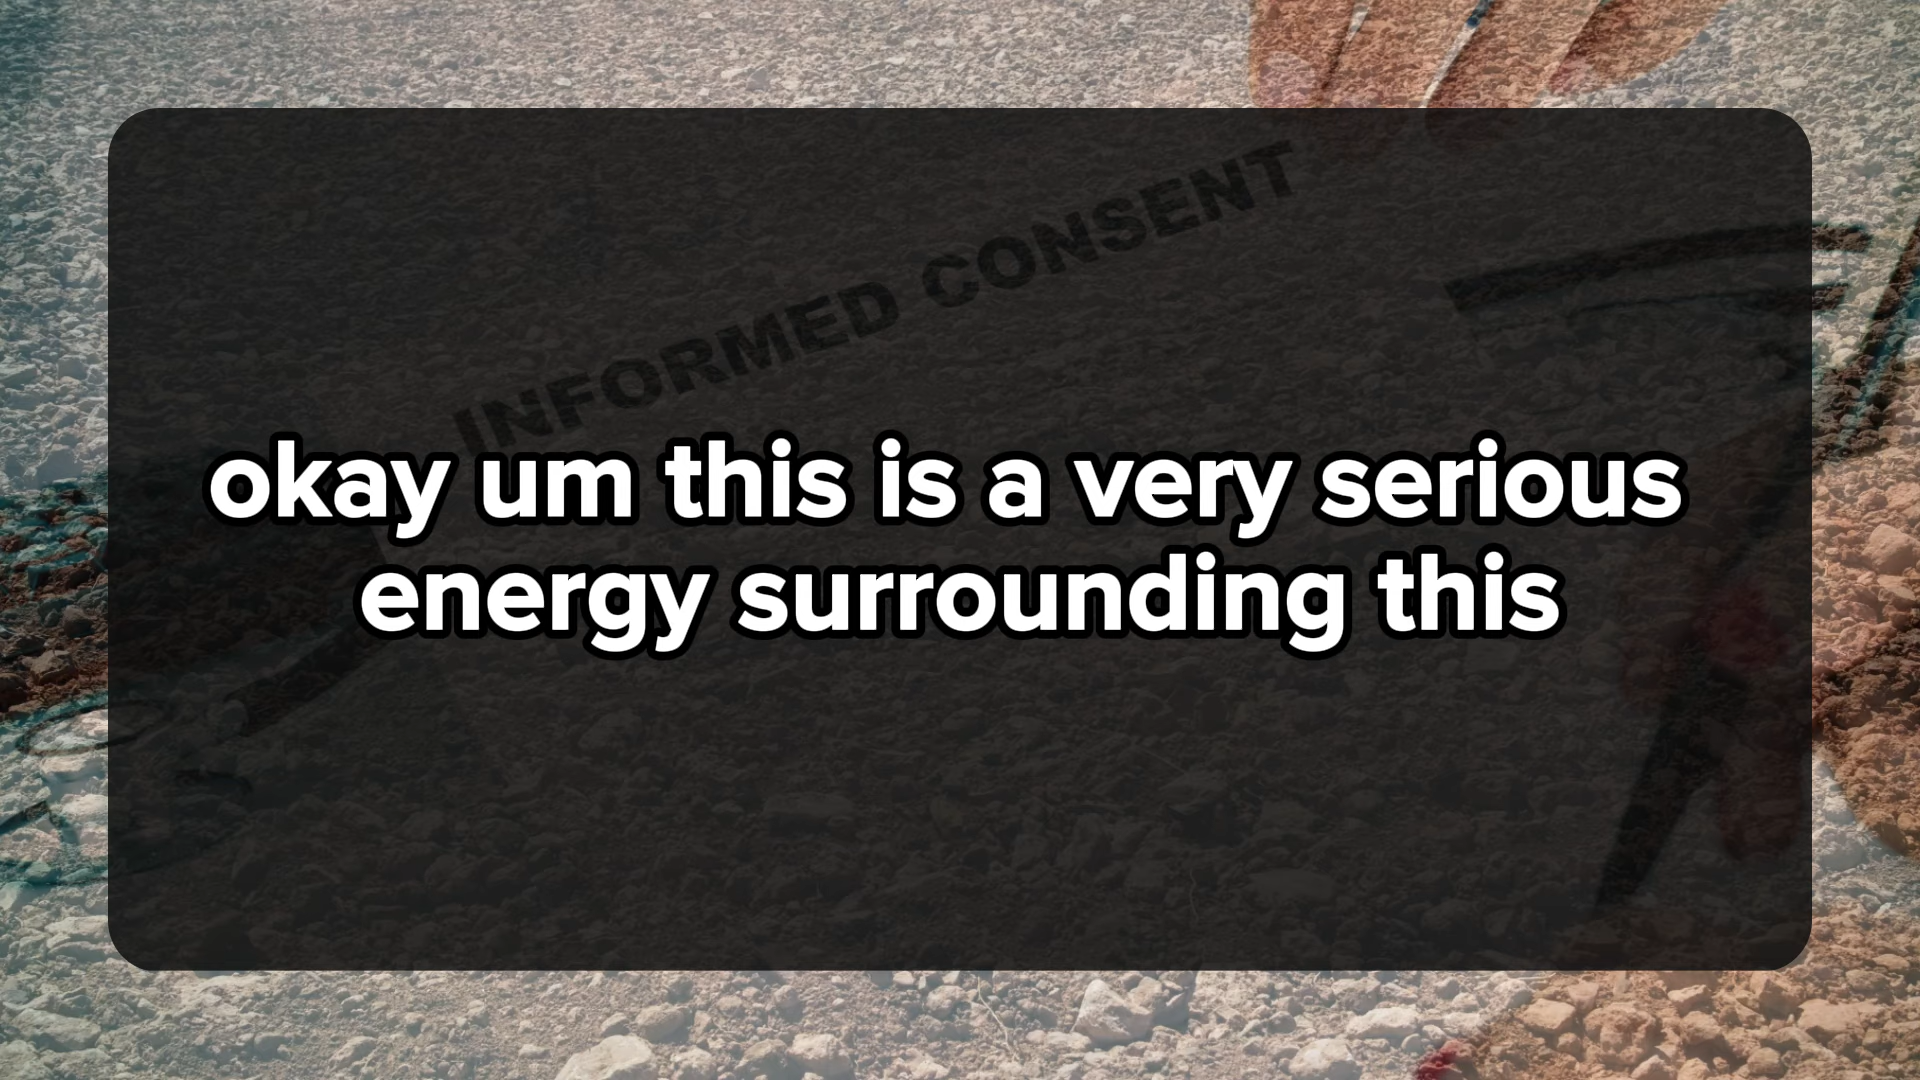 INFORMED CONSENT
okay um this is a very serious
energy surrounding this